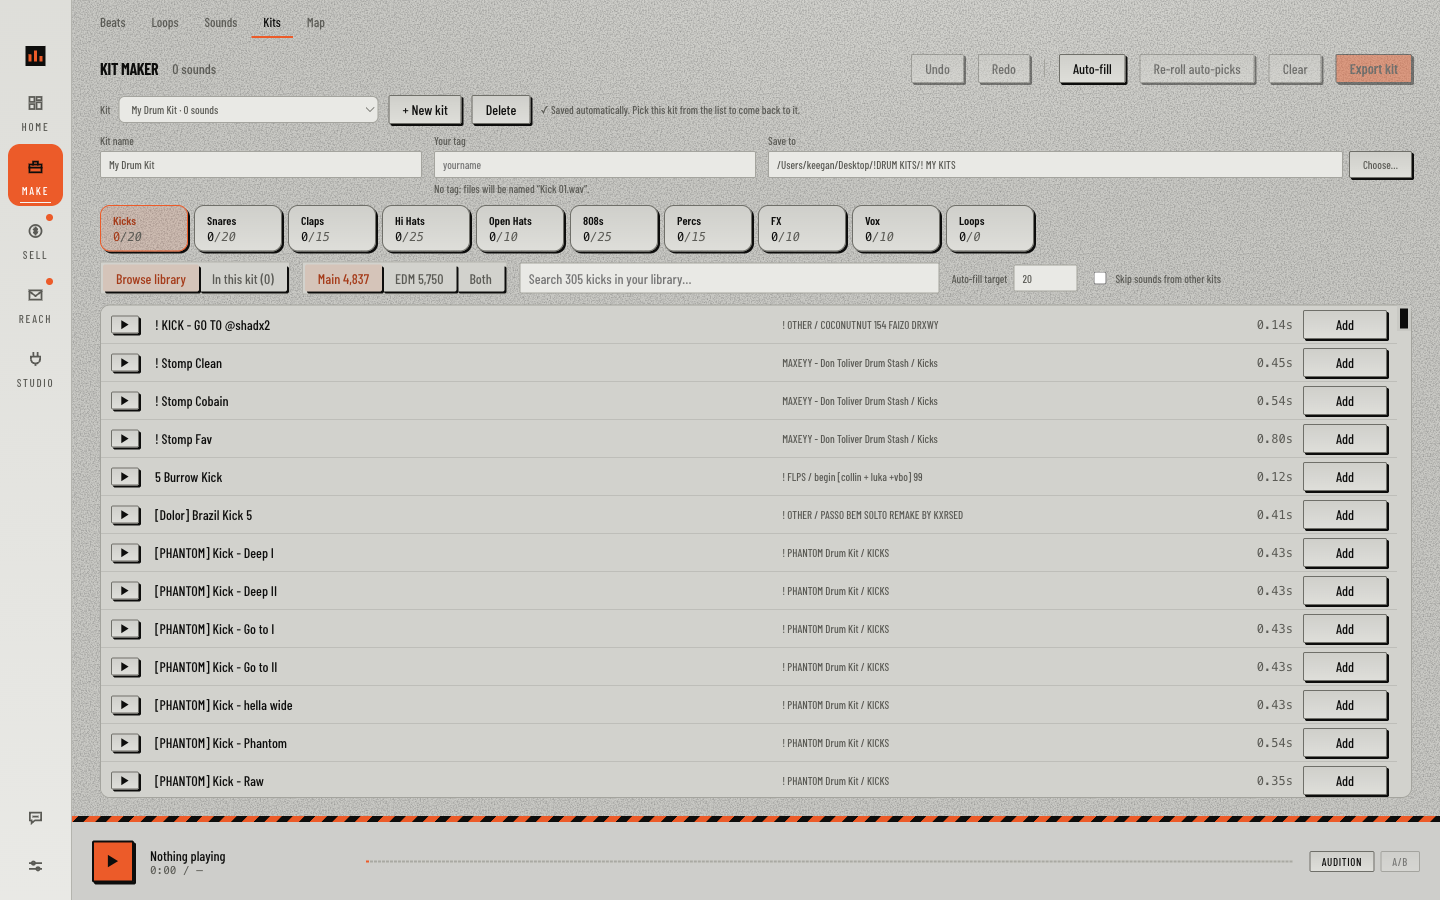 Beats Loops Sounds Kits Map
KIT MAKER 0 sounds Undo Redo Auto-fill Re-roll auto-picks Clear Export kit
HOME
MAKE
SELL
REACH
STUDIO
Kit My Drum Kit · 0 sounds + New kit Delete ✓ Saved automatically. Pick this kit from the list to come back to it.
Kit name Your tag Save to
My Drum Kit yourname /Users/keegan/Desktop/!DRUM KITS/! MY KITS Choose...
No tag: files will be named "Kick 01.wav".
Kicks Snares Claps Hi Hats Open Hats 808s Percs FX Vox Loops
0/20 0/20 0/15 0/25 0/10 0/25 0/15 0/10 0/10 0/0
Browse library In this kit (0) Main 4,837 EDM 5,750 Both Search 305 kicks in your library... Auto-fill target 20 Skip sounds from other kits
! KICK - GO TO @shadx2 ! OTHER / COCONUTNUT 154 FAIZO DRXWY 0.14s Add
! Stomp Clean MAXEYY - Don Toliver Drum Stash / Kicks 0.45s Add
! Stomp Cobain MAXEYY - Don Toliver Drum Stash / Kicks 0.54s Add
! Stomp Fav MAXEYY - Don Toliver Drum Stash / Kicks 0.80s Add
5 Burrow Kick ! FLPS / begin [collin + luka +vbo] 99 0.12s Add
[Dolor] Brazil Kick 5 ! OTHER / PASSO BEM SOLTO REMAKE BY KXRSED 0.41s Add
[PHANTOM] Kick - Deep I ! PHANTOM Drum Kit / KICKS 0.43s Add
[PHANTOM] Kick - Deep II ! PHANTOM Drum Kit / KICKS 0.43s Add
[PHANTOM] Kick - Go to I ! PHANTOM Drum Kit / KICKS 0.43s Add
[PHANTOM] Kick - Go to II ! PHANTOM Drum Kit / KICKS 0.43s Add
[PHANTOM] Kick - hella wide ! PHANTOM Drum Kit / KICKS 0.43s Add
[PHANTOM] Kick - Phantom ! PHANTOM Drum Kit / KICKS 0.54s Add
[PHANTOM] Kick - Raw ! PHANTOM Drum Kit / KICKS 0.35s Add
Nothing playing
0:00 / —
AUDITION A/B